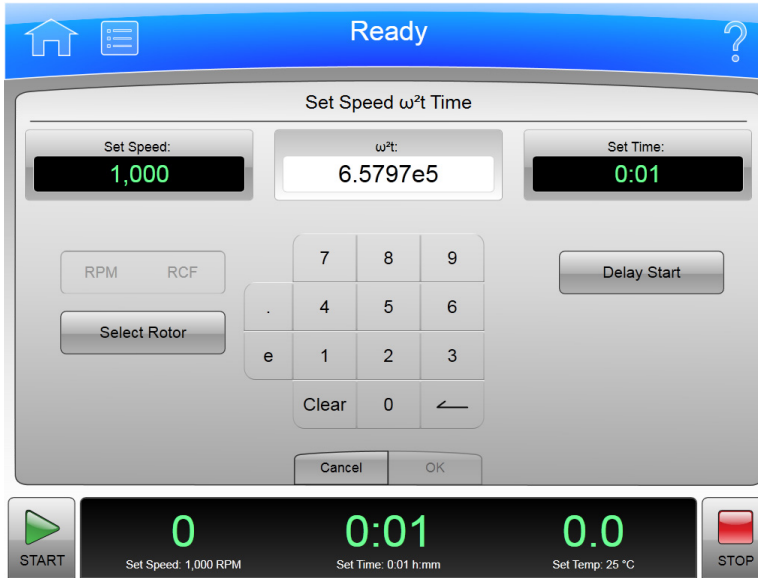 Ready
?
Set Speed ω²t Time
Set Speed:
1,000
ω²t:
6.5797e5
Set Time:
0:01
RPM RCF
Select Rotor
7 8 9
. 4 5 6
e 1 2 3
Clear 0
Delay Start
Cancel OK
START
0
Set Speed: 1,000 RPM
0:01
Set Time: 0:01 h:mm
0.0
Set Temp: 25 °C
STOP